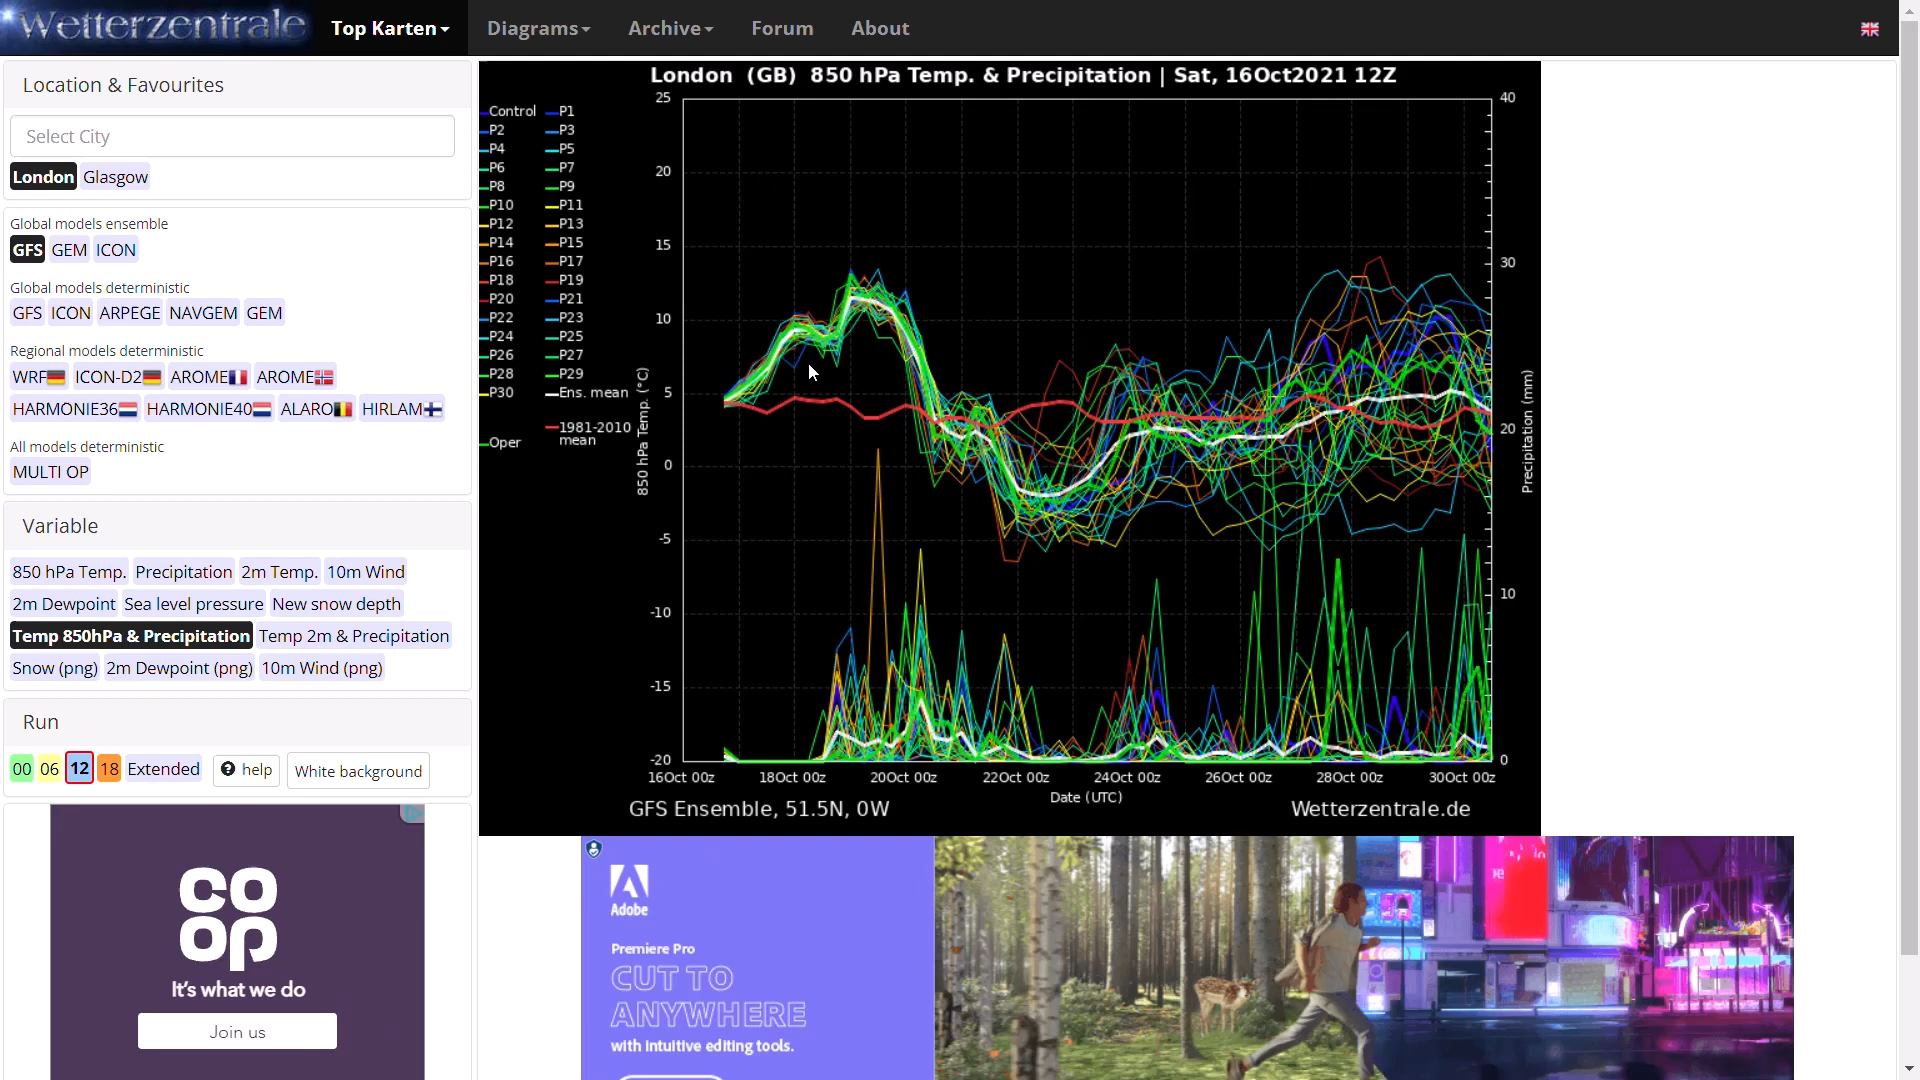 Wetterzentrale
Top Karten
Diagrams
Archive
Forum
About
Location & Favourites
Select City
London
Glasgow
Global models ensemble
GFS GEM ICON
Global models deterministic
GFS ICON ARPEGE NAVGEM GEM
Regional models deterministic
WRF ICON-D2 AROME AROME
HARMONIE36 HARMONIE40 ALARO HIRLAM
All models deterministic
MULTI OP
Variable
850 hPa Temp. Precipitation 2m Temp. 10m Wind
2m Dewpoint Sea level pressure New snow depth
Temp 850hPa & Precipitation Temp 2m & Precipitation
Snow (png) 2m Dewpoint (png) 10m Wind (png)
Run
00 06 12 18 Extended help White background
co
op
It's what we do
Join us
London (GB) 850 hPa Temp. & Precipitation | Sat, 16Oct2021 12Z
Control P1
P2 P3
P4 P5
P6 P7
P8 P9
P10 P11
P12 P13
P14 P15
P16 P17
P18 P19
P20 P21
P22 P23
P24 P25
P26 P27
P28 P29
P30 Ens. mean
1981-2010
mean
Oper
850 hPa Temp. (°C)
25
20
15
10
5
0
-5
-10
-15
-20
40
30
20
10
0
Precipitation (mm)
16Oct 00z 18Oct 00z 20Oct 00z 22Oct 00z 24Oct 00z 26Oct 00z 28Oct 00z 30Oct 00z
Date (UTC)
GFS Ensemble, 51.5N, 0W
Wetterzentrale.de
Adobe
Premiere Pro
CUT TO
ANYWHERE
with intuitive editing tools.